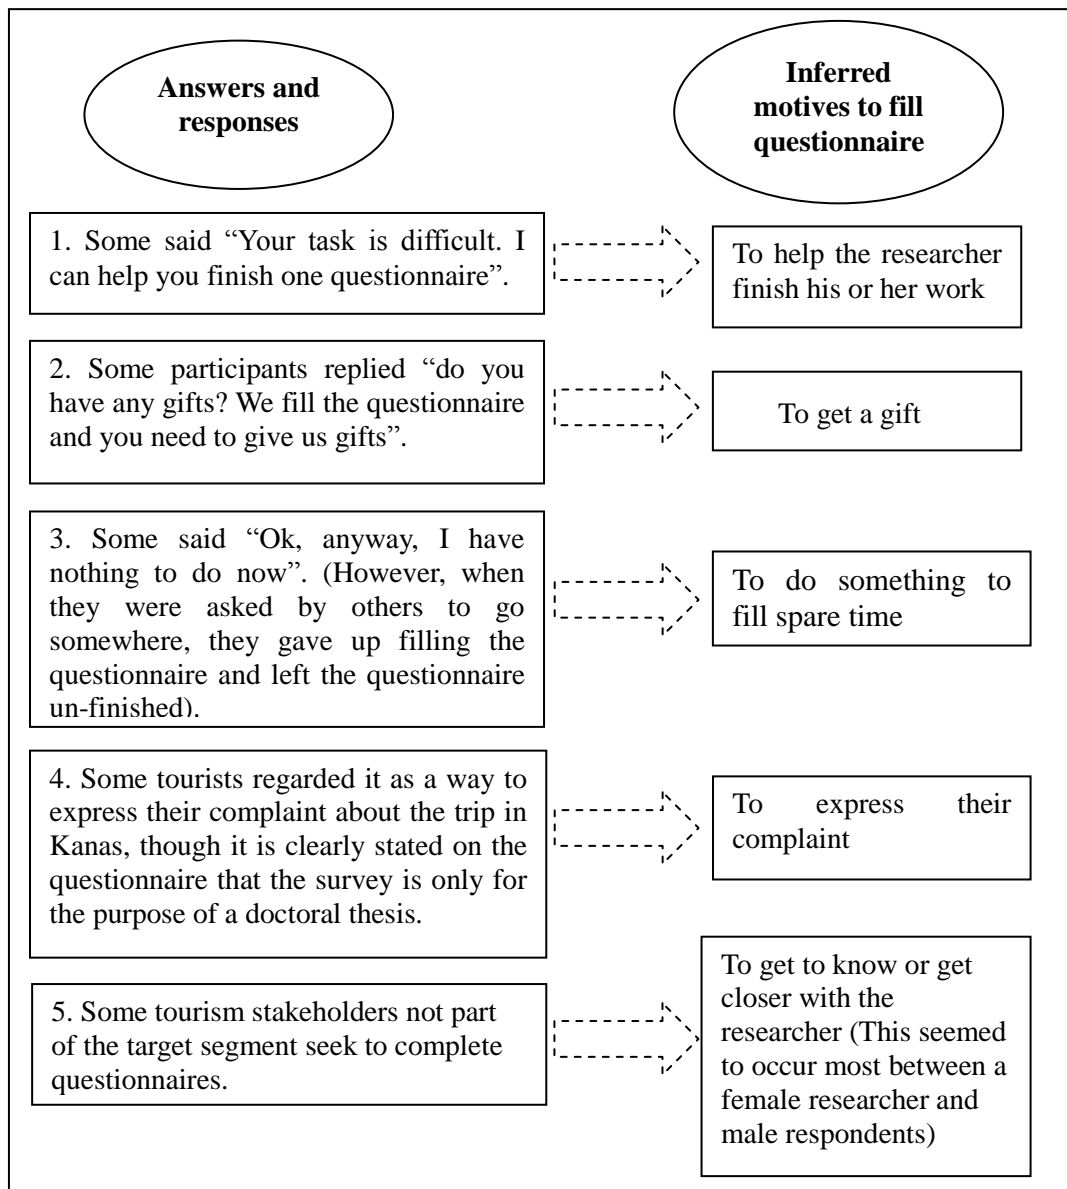 Answers and
responses
Inferred
motives to fill
questionnaire
1. Some said “Your task is difficult. I
can help you finish one questionnaire”.
To help the researcher
finish his or her work
2. Some participants replied “do you
have any gifts? We fill the questionnaire
and you need to give us gifts”.
To get a gift
3. Some said “Ok, anyway, I have
nothing to do now”. (However, when
they were asked by others to go
somewhere, they gave up filling the
questionnaire and left the questionnaire
un-finished).
To do something to
fill spare time
4. Some tourists regarded it as a way to
express their complaint about the trip in
Kanas, though it is clearly stated on the
questionnaire that the survey is only for
the purpose of a doctoral thesis.
To express their
complaint
5. Some tourism stakeholders not part
of the target segment seek to complete
questionnaires.
To get to know or get
closer with the
researcher (This seemed
to occur most between a
female researcher and
male respondents)